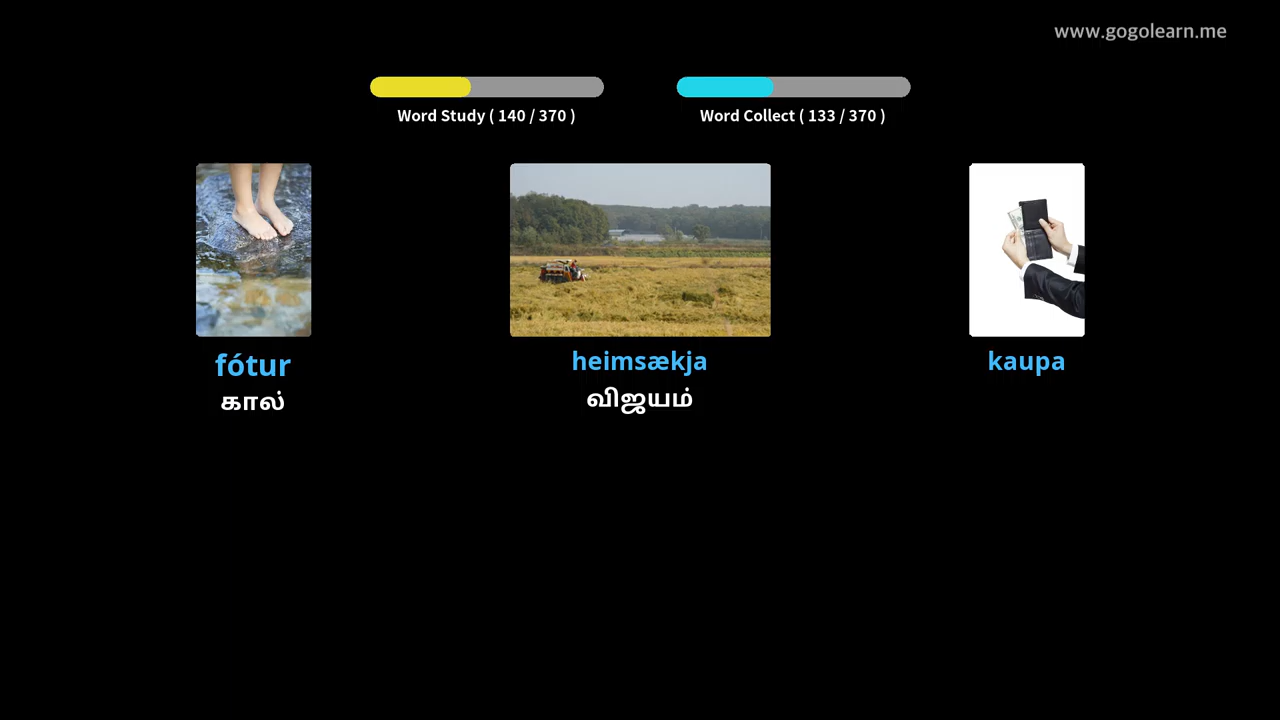 www.gogolearn.me
Word Study ( 140 / 370 )
Word Collect ( 133 / 370 )
fótur
கால்
heimsækja
விஜயம்
kaupa